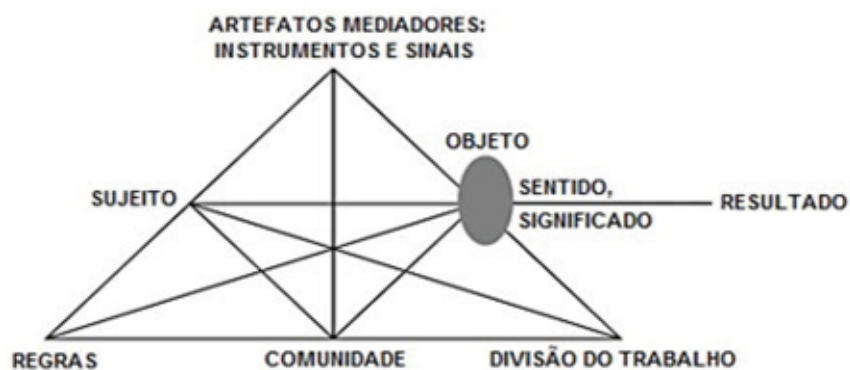 ARTEFATOS MEDIADORES:
INSTRUMENTOS E SINAIS
OBJETO
SUJEITO
SENTIDO,
SIGNIFICADO
RESULTADO
REGRAS
COMUNIDADE
DIVISÃO DO TRABALHO